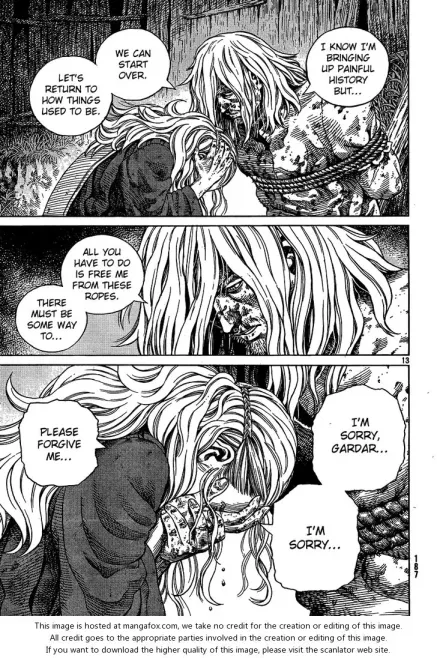 I KNOW I'M
BRINGING
UP PAINFUL
HISTORY
BUT...
WE CAN
START
OVER.
LET'S
RETURN TO
HOW THINGS
USED TO BE.
ALL YOU
HAVE TO DO
IS FREE ME
FROM THESE
ROPES.
THERE
MUST BE
SOME WAY
TO...
13
I'M
SORRY,
GARDAR...
PLEASE
FORGIVE
ME...
I'M
SORRY...
187
This image is hosted at mangafox.com, we take no credit for the creation or editing of this image.
All credit goes to the appropriate parties involved in the creation or editing of this image.
If you want to download the higher quality of this image, please visit the scanlator web site.